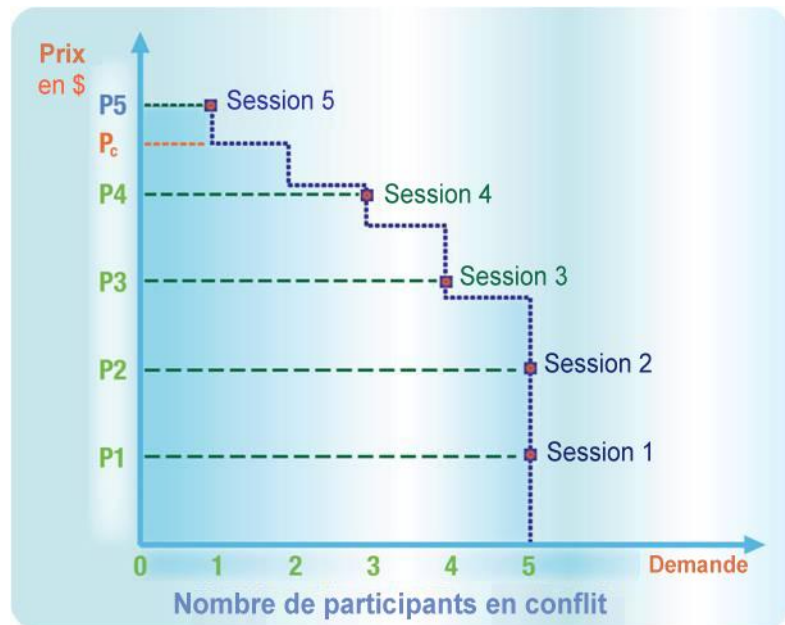 Prix
en $
P5
Session 5
Pc
P4
Session 4
P3
Session 3
P2
Session 2
P1
Session 1
0 1 2 3 4 5 Demande
Nombre de participants en conflit